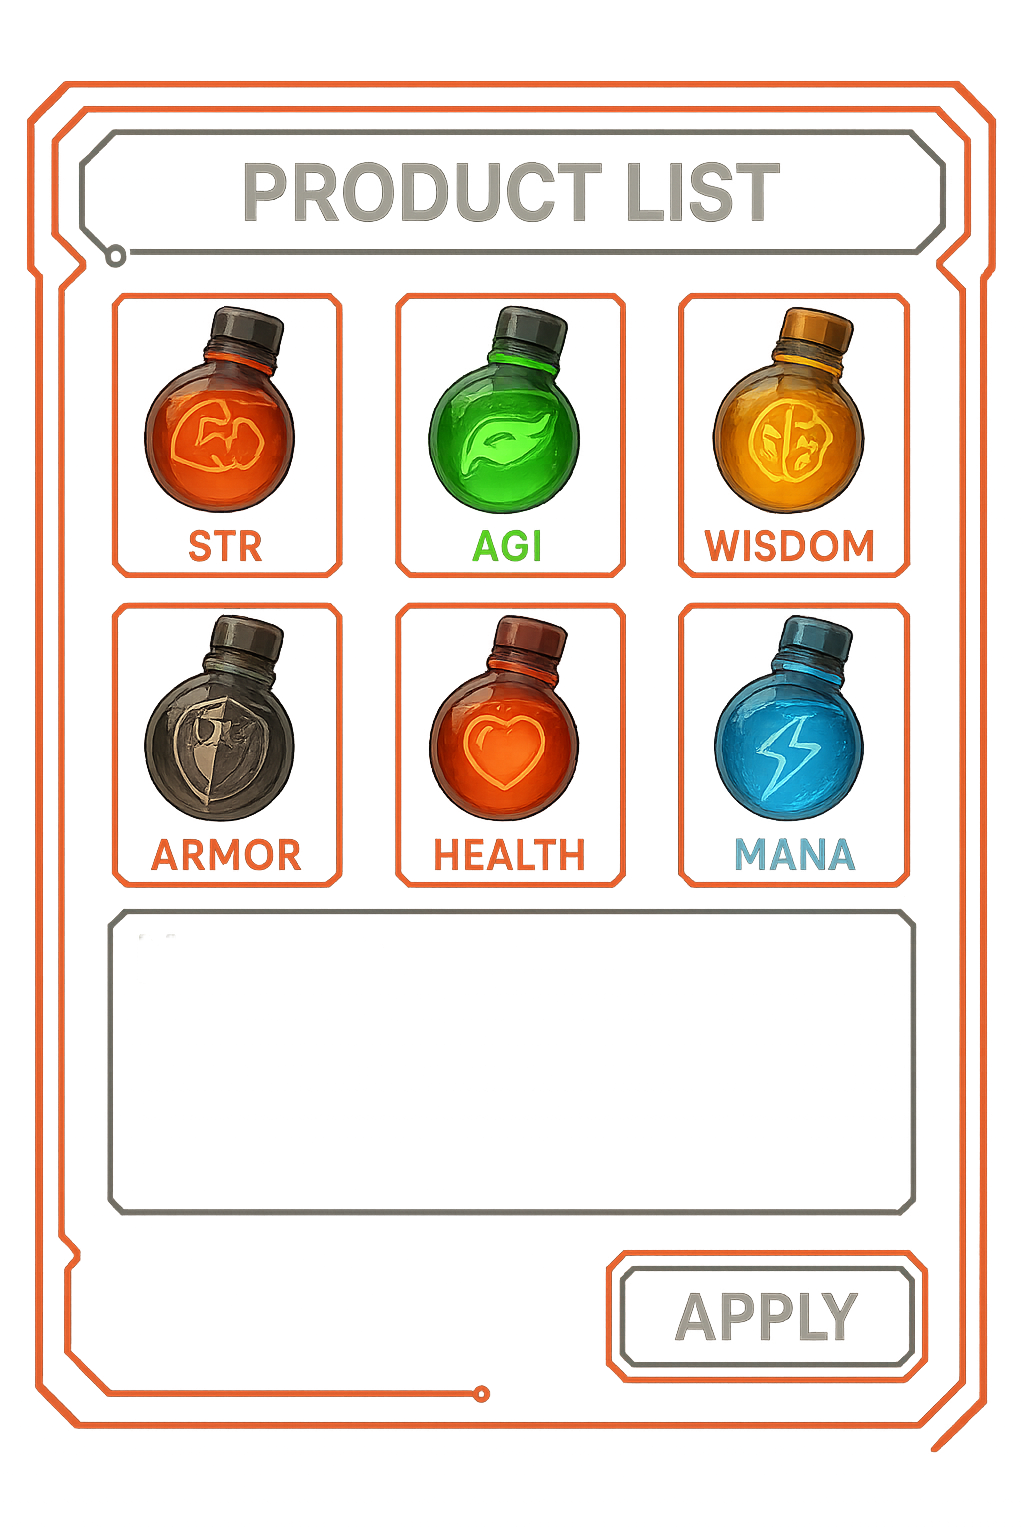 PRODUCT LIST
STR
AGI
WISDOM
ARMOR
HEALTH
MANA
APPLY